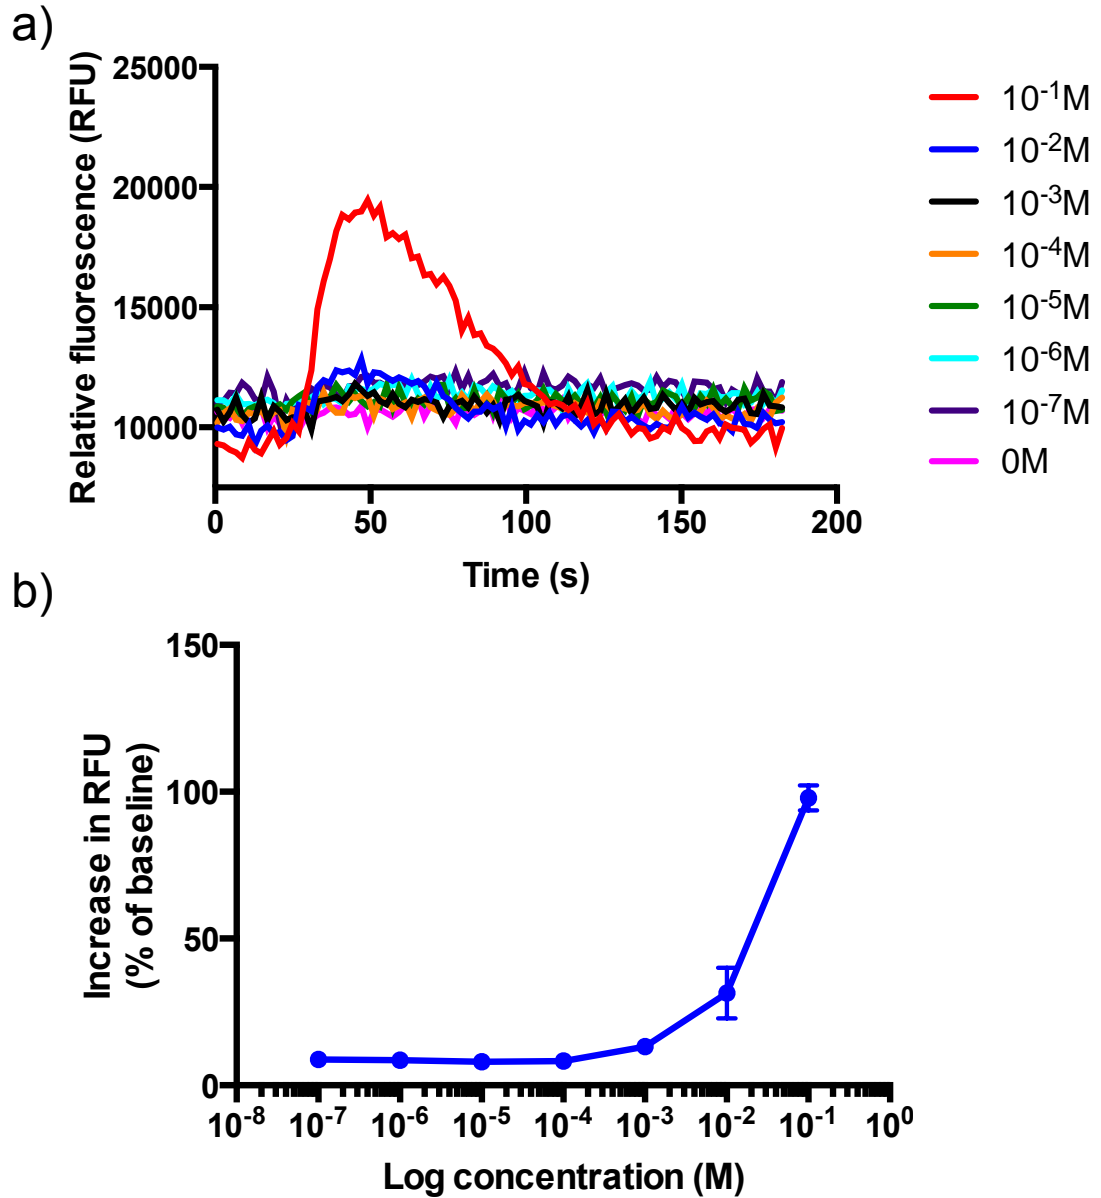 a)
Relative fluorescence (RFU)
25000
20000
15000
10000
0 50 100 150 200
Time (s)
10⁻¹M
10⁻²M
10⁻³M
10⁻⁴M
10⁻⁵M
10⁻⁶M
10⁻⁷M
0M
b)
Increase in RFU
(% of baseline)
150
100
50
0
10⁻⁸ 10⁻⁷ 10⁻⁶ 10⁻⁵ 10⁻⁴ 10⁻³ 10⁻² 10⁻¹ 10⁰
Log concentration (M)